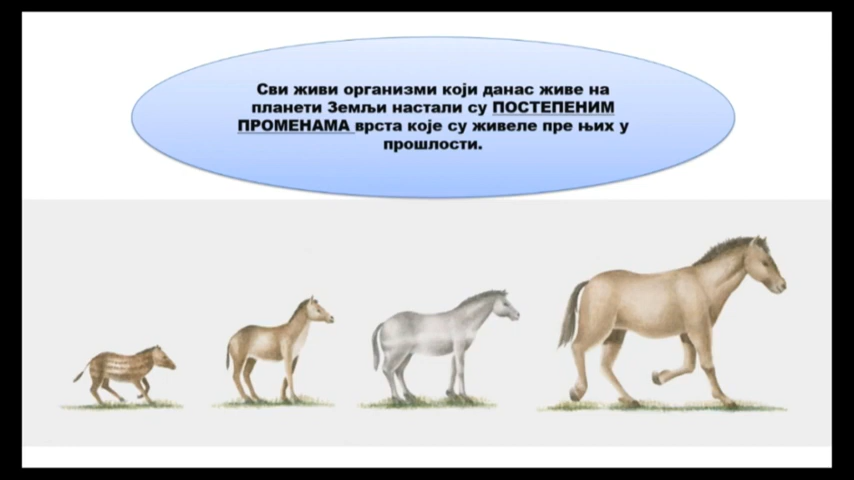 Сви живи организми који данас живе на
планети Земљи настали су ПОСТЕПЕНИМ
ПРОМЕНАМА врста које су живеле пре њих у
прошлости.